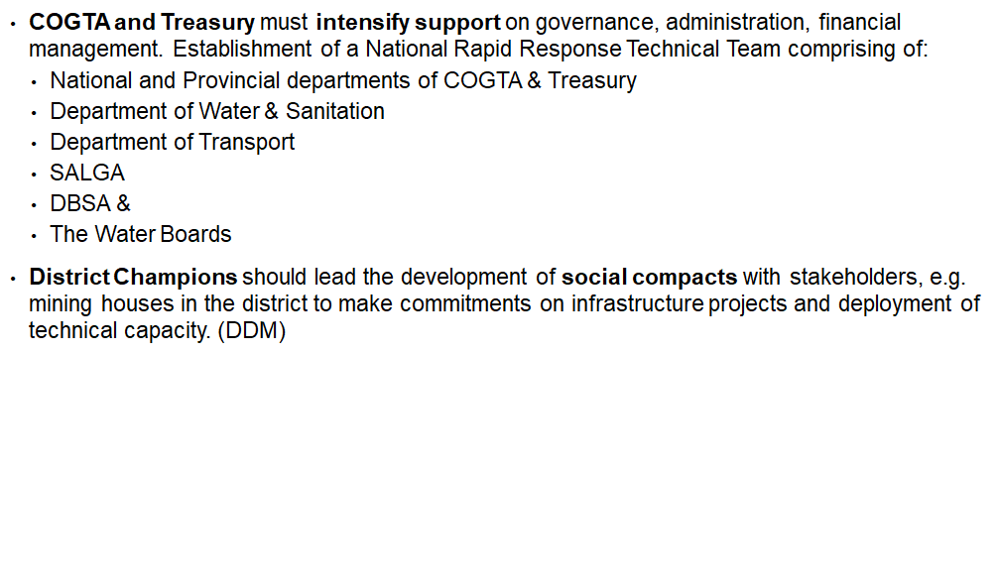 • COGTA and Treasury must intensify support on governance, administration, financial
management. Establishment of a National Rapid Response Technical Team comprising of:
• National and Provincial departments of COGTA & Treasury
• Department of Water & Sanitation
• Department of Transport
• SALGA
• DBSA &
• The Water Boards
• District Champions should lead the development of social compacts with stakeholders, e.g.
mining houses in the district to make commitments on infrastructure projects and deployment of
technical capacity. (DDM)